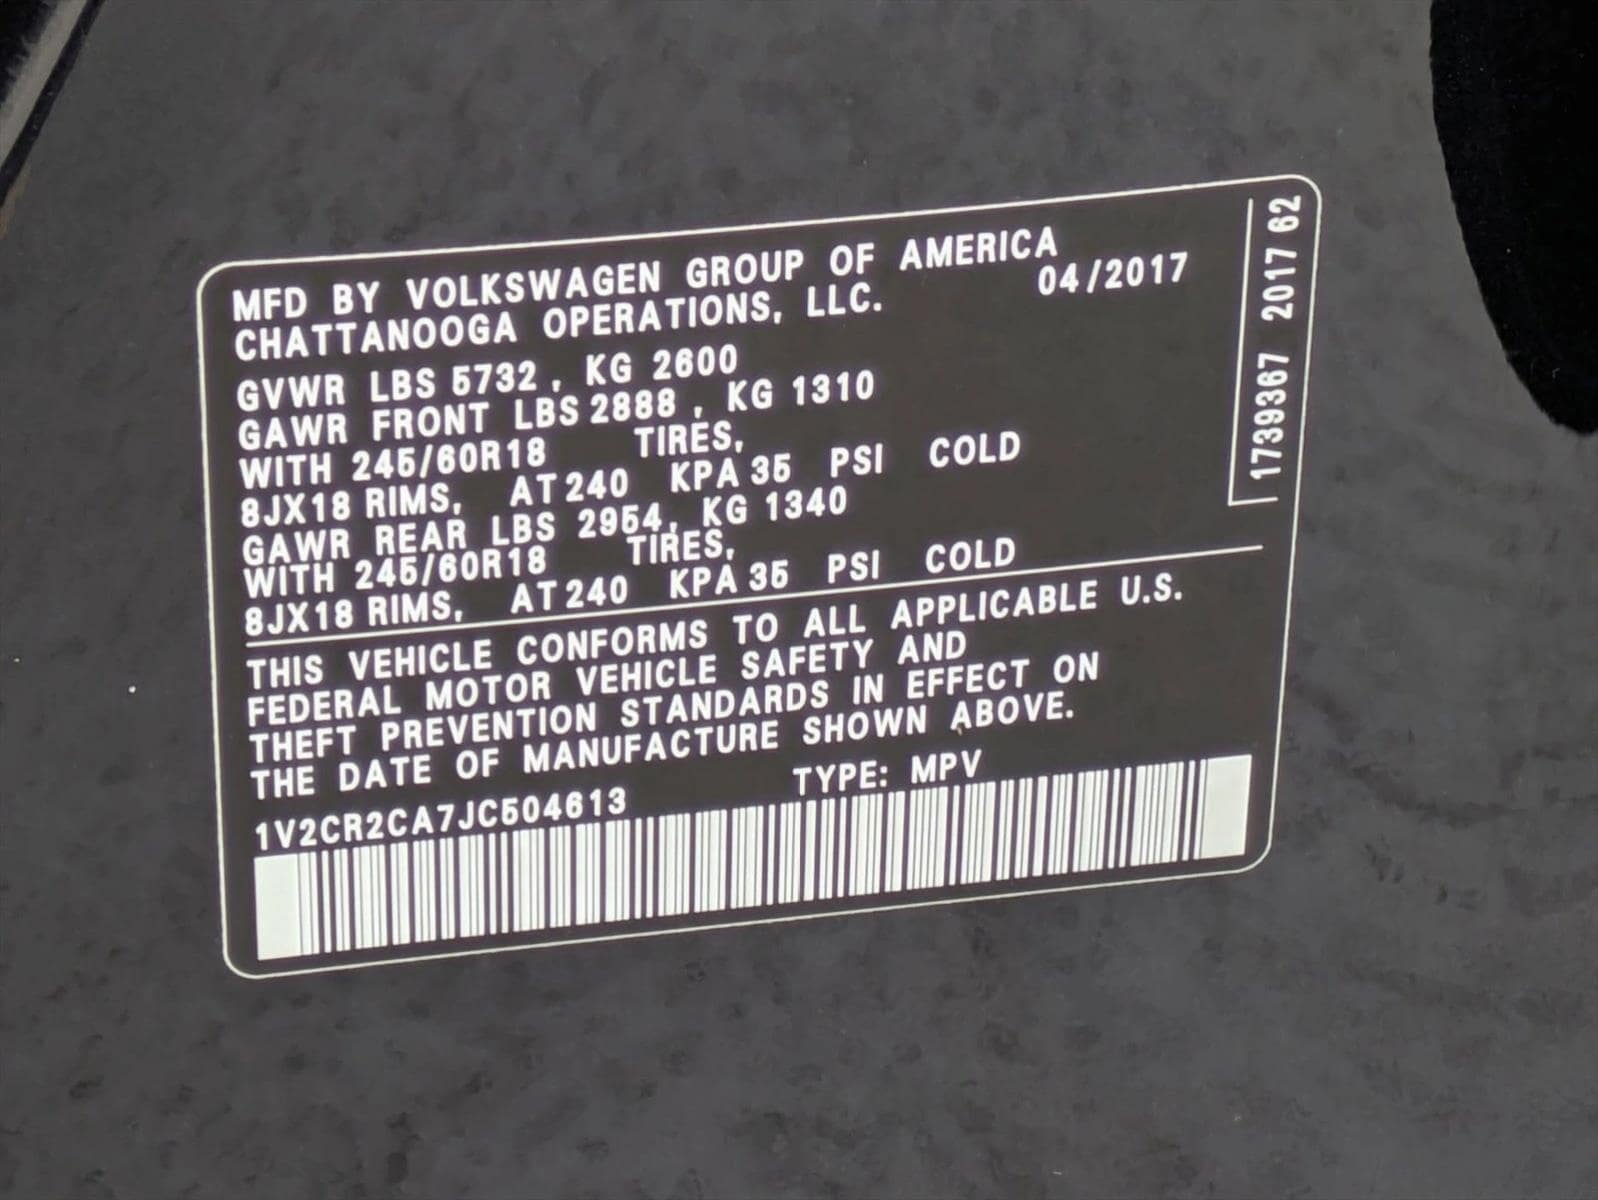 MFD BY VOLKSWAGEN GROUP OF AMERICA
CHATTANOOGA OPERATIONS, LLC. 04/2017
GVWR LBS 5732, KG 2600
GAWR FRONT LBS 2888, KG 1310
WITH 245/60R18 TIRES,
8JX18 RIMS, AT 240 KPA 35 PSI COLD
GAWR REAR LBS 2954, KG 1340
WITH 245/60R18 TIRES,
8JX18 RIMS, AT 240 KPA 35 PSI COLD
THIS VEHICLE CONFORMS TO ALL APPLICABLE U.S.
FEDERAL MOTOR VEHICLE SAFETY AND
THEFT PREVENTION STANDARDS IN EFFECT ON
THE DATE OF MANUFACTURE SHOWN ABOVE.
1V2CR2CA7JC504613 TYPE: MPV
1739367 2017 62